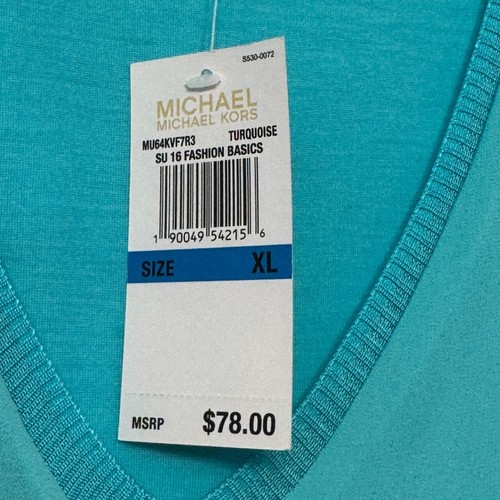 S530-0072
MICHAEL
MICHAEL KORS
MU64KVF7R3 TURQUOISE
SU 16 FASHION BASICS
1 90049 54215 6
SIZE XL
MSRP $78.00